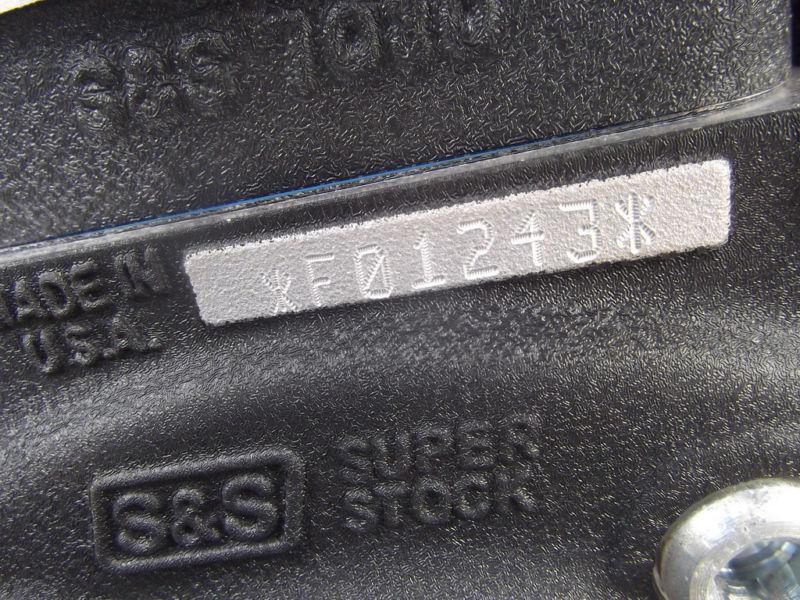 MADE IN
U.S.A.
*F01243*
S&S
SUPER
STOCK